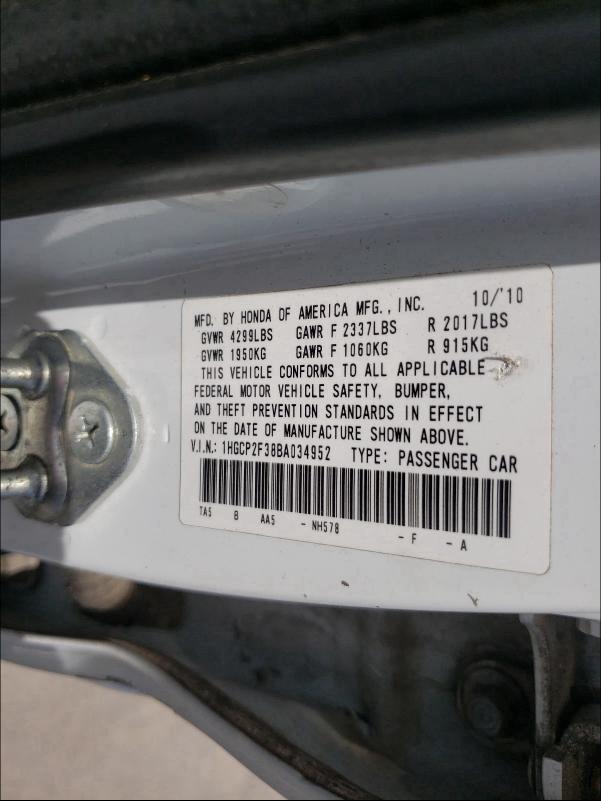 MFD. BY HONDA OF AMERICA MFG., INC. 10/'10
GVWR 4299LBS GAWR F 2337LBS R 2017LBS
GVWR 1950KG GAWR F 1060KG R 915KG
THIS VEHICLE CONFORMS TO ALL APPLICABLE
FEDERAL MOTOR VEHICLE SAFETY, BUMPER,
AND THEFT PREVENTION STANDARDS IN EFFECT
ON THE DATE OF MANUFACTURE SHOWN ABOVE.
V.I.N.: 1HGCP2F38BA034952 TYPE: PASSENGER CAR
TA5 B AA5 - NH578 - F - A